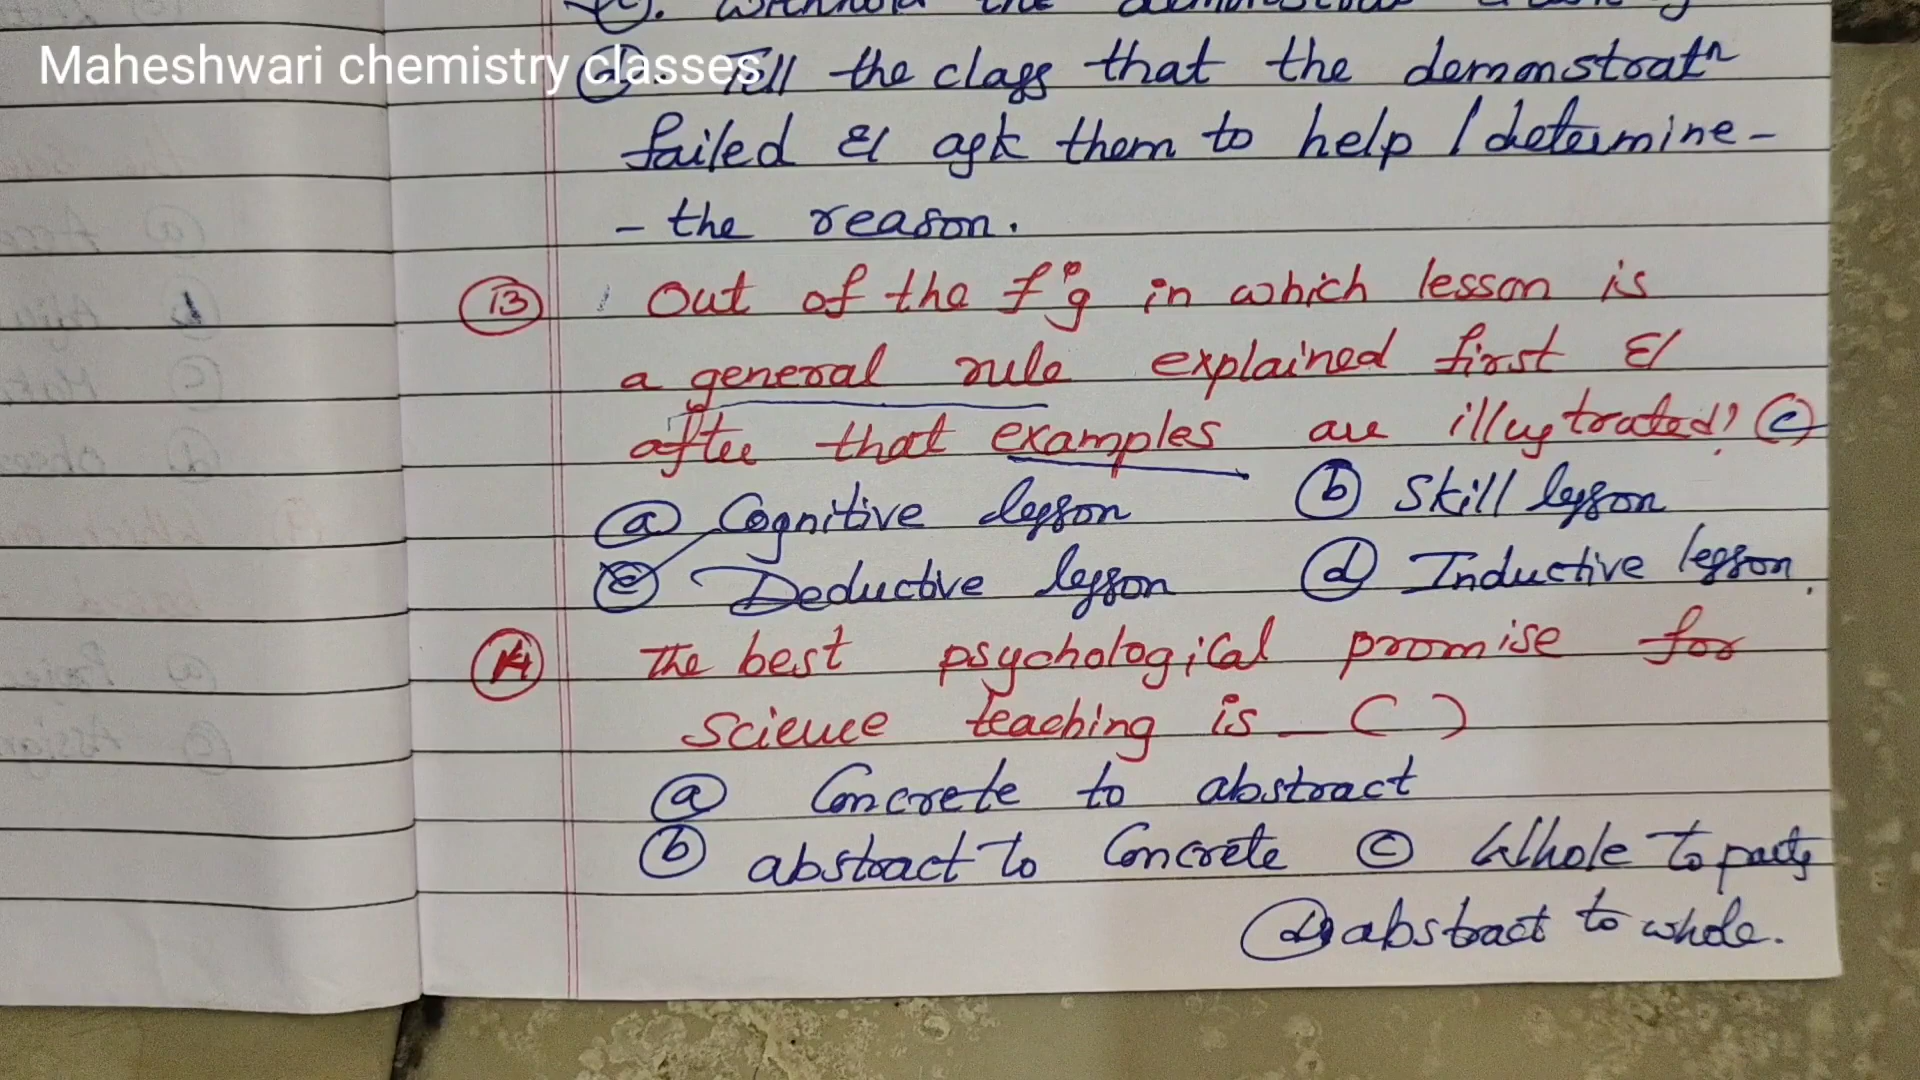 Maheshwari chemistry classes
(d). Tell the class that the demonstratn
failed & ask them to help / determine -
- the reason.
(13) Out of the f°g in which lesson is
a general rule explained first &
after that examples are illustrated? (c)
(a) Cognitive lesson (b) Skill lesson
(c) Deductive lesson (d) Inductive lesson.
(14) The best psychological promise for
science teaching is _ ( )
(a) Concrete to abstract
(b) abstract to Concrete (c) Whole to parts
(d) abstract to whole.